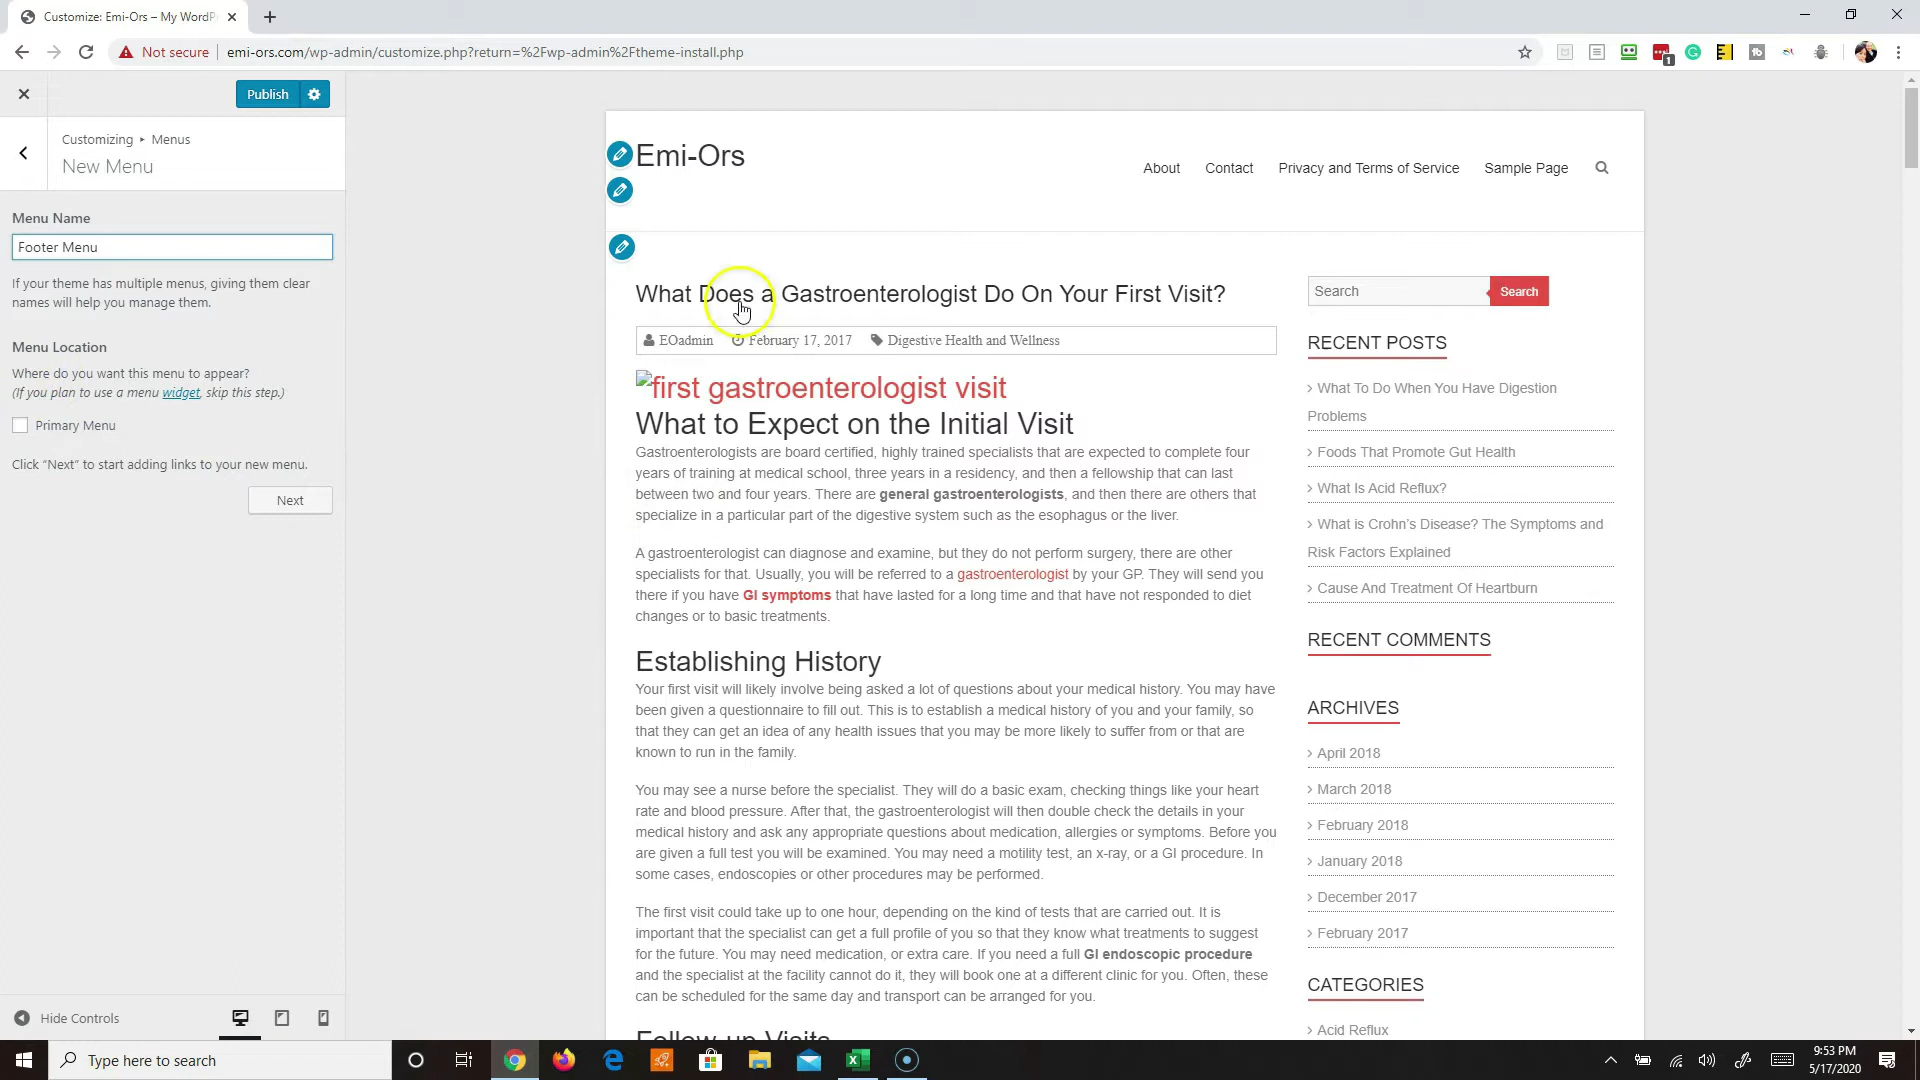 Customize: Emi-Ors – My WordP
Not secure
emi-ors.com/wp-admin/customize.php?return=%2Fwp-admin%2Ftheme-install.php
1
Publish
Customizing ▸ Menus
New Menu
Menu Name
Footer Menu
If your theme has multiple menus, giving them clear
names will help you manage them.
Menu Location
Where do you want this menu to appear?
(If you plan to use a menu widget, skip this step.)
Primary Menu
Click “Next” to start adding links to your new menu.
Next
Hide Controls
Emi-Ors
About
Contact
Privacy and Terms of Service
Sample Page
What Does a Gastroenterologist Do On Your First Visit?
EOadmin
February 17, 2017
Digestive Health and Wellness
first gastroenterologist visit
What to Expect on the Initial Visit
Gastroenterologists are board certified, highly trained specialists that are expected to complete four
years of training at medical school, three years in a residency, and then a fellowship that can last
between two and four years. There are general gastroenterologists, and then there are others that
specialize in a particular part of the digestive system such as the esophagus or the liver.
A gastroenterologist can diagnose and examine, but they do not perform surgery, there are other
specialists for that. Usually, you will be referred to a gastroenterologist by your GP. They will send you
there if you have GI symptoms that have lasted for a long time and that have not responded to diet
changes or to basic treatments.
Establishing History
Your first visit will likely involve being asked a lot of questions about your medical history. You may have
been given a questionnaire to fill out. This is to establish a medical history of you and your family, so
that they can get an idea of any health issues that you may be more likely to suffer from or that are
known to run in the family.
You may see a nurse before the specialist. They will do a basic exam, checking things like your heart
rate and blood pressure. After that, the gastroenterologist will then double check the details in your
medical history and ask any appropriate questions about medication, allergies or symptoms. Before you
are given a full test you will be examined. You may need a motility test, an x-ray, or a GI procedure. In
some cases, endoscopies or other procedures may be performed.
The first visit could take up to one hour, depending on the kind of tests that are carried out. It is
important that the specialist can get a full profile of you so that they know what treatments to suggest
for the future. You may need medication, or extra care. If you need a full GI endoscopic procedure
and the specialist at the facility cannot do it, they will book one at a different clinic for you. Often, these
can be scheduled for the same day and transport can be arranged for you.
Follow-up Visits
Search
Search
RECENT POSTS
What To Do When You Have Digestion
Problems
Foods That Promote Gut Health
What Is Acid Reflux?
What is Crohn’s Disease? The Symptoms and
Risk Factors Explained
Cause And Treatment Of Heartburn
RECENT COMMENTS
ARCHIVES
April 2018
March 2018
February 2018
January 2018
December 2017
February 2017
CATEGORIES
Acid Reflux
Type here to search
9:53 PM
5/17/2020